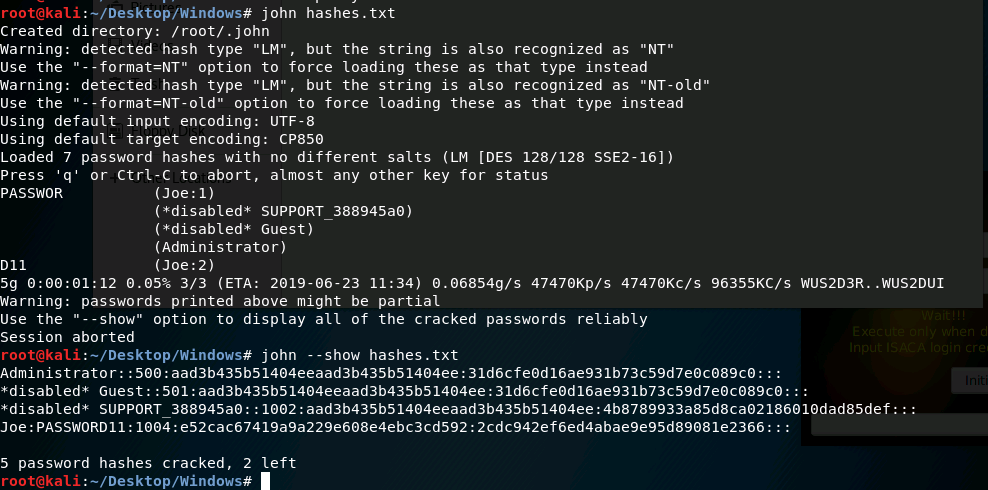 root@kali:~/Desktop/Windows# john hashes.txt
Created directory: /root/.john
Warning: detected hash type "LM", but the string is also recognized as "NT"
Use the "--format=NT" option to force loading these as that type instead
Warning: detected hash type "LM", but the string is also recognized as "NT-old"
Use the "--format=NT-old" option to force loading these as that type instead
Using default input encoding: UTF-8
Using default target encoding: CP850
Loaded 7 password hashes with no different salts (LM [DES 128/128 SSE2-16])
Press 'q' or Ctrl-C to abort, almost any other key for status
PASSWOR          (Joe:1)
                 (*disabled* SUPPORT_388945a0)
                 (*disabled* Guest)
                 (Administrator)
D11              (Joe:2)
5g 0:00:01:12 0.05% 3/3 (ETA: 2019-06-23 11:34) 0.06854g/s 47470Kp/s 47470Kc/s 96355KC/s WUS2D3R..WUS2DUI
Warning: passwords printed above might be partial
Use the "--show" option to display all of the cracked passwords reliably
Session aborted
root@kali:~/Desktop/Windows# john --show hashes.txt
Administrator::500:aad3b435b51404eeaad3b435b51404ee:31d6cfe0d16ae931b73c59d7e0c089c0:::
*disabled* Guest::501:aad3b435b51404eeaad3b435b51404ee:31d6cfe0d16ae931b73c59d7e0c089c0:::
*disabled* SUPPORT_388945a0::1002:aad3b435b51404eeaad3b435b51404ee:4b8789933a85d8ca02186010dad85def:::
Joe:PASSWORD11:1004:e52cac67419a9a229e608e4ebc3cd592:2cdc942ef6ed4abae9e95d89081e2366:::
5 password hashes cracked, 2 left
root@kali:~/Desktop/Windows#
Floppy Disk
Wait!!!
Execute only when d
Input ISACA login cre
Initi